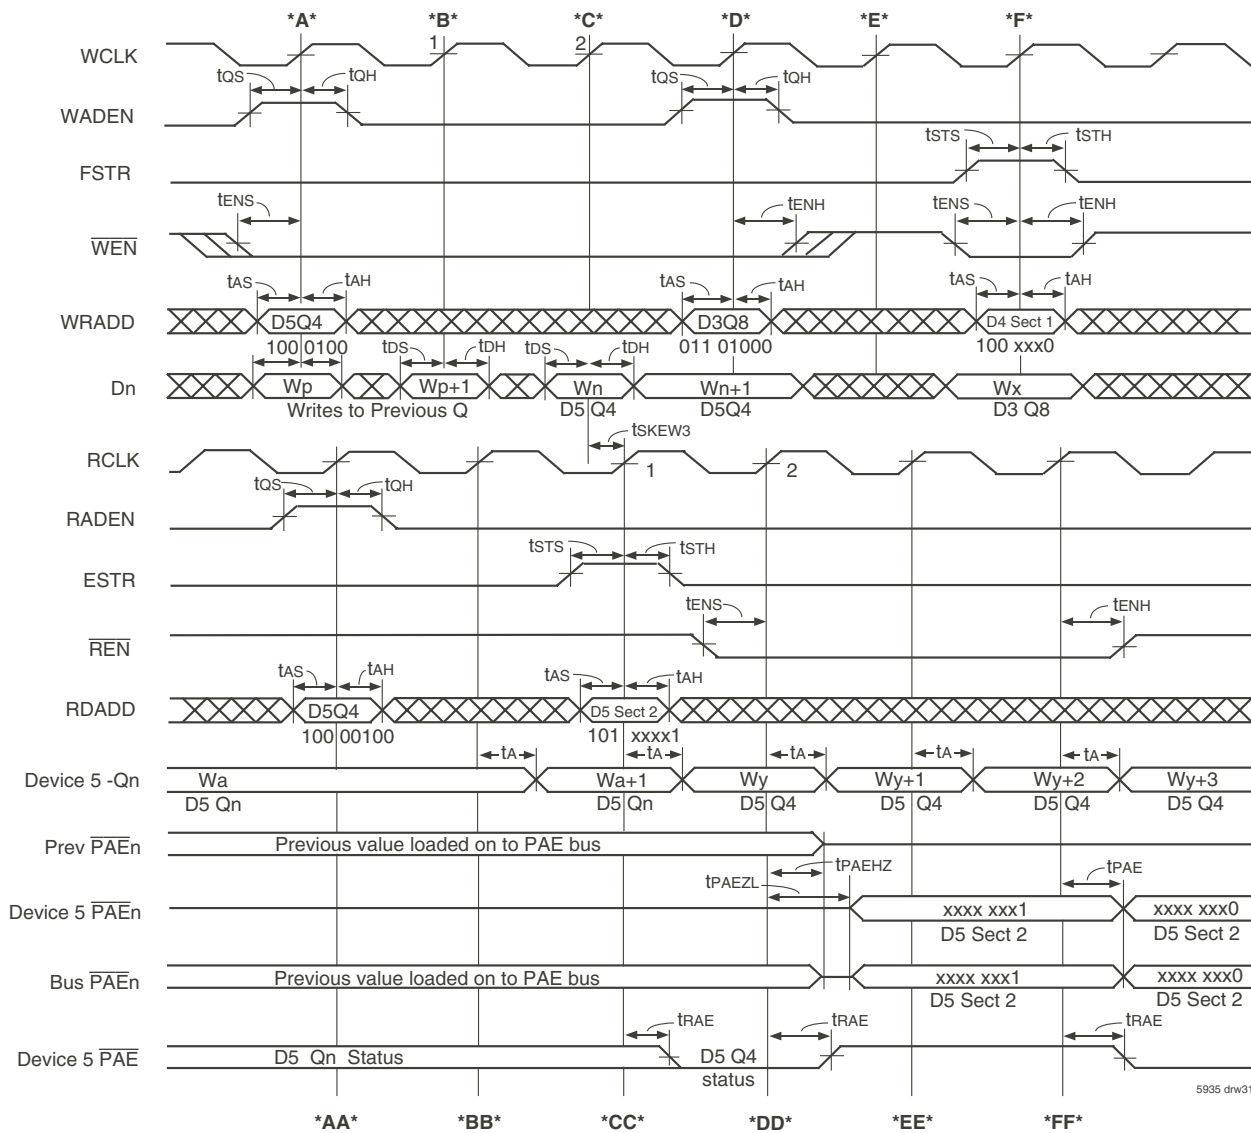 *A* *B* *C* *D* *E* *F*
WCLK 1 2
tQS tQH tQS tQH
WADEN
tSTS tSTH
FSTR
tENS tENH tENS tENH
WEN
tAS tAH tAS tAH tAS tAH
WRADD D5Q4 D3Q8 D4 Sect 1
100 0100 011 01000 100 xxx0
tDS tDH tDS tDH
Dn Wp Wp+1 Wn Wn+1 Wx
Writes to Previous Q D5 Q4 D5Q4 D3 Q8
tSKEW3
RCLK 1 2
tQS tQH
RADEN
tSTS tSTH
ESTR
tENS tENH
REN
tAS tAH tAS tAH
RDADD D5Q4 D5 Sect 2
100 00100 101 xxxx1
tA tA tA tA tA
Device 5 -Qn Wa Wa+1 Wy Wy+1 Wy+2 Wy+3
D5 Qn D5 Qn D5 Q4 D5 Q4 D5 Q4 D5 Q4
Prev PAEn Previous value loaded on to PAE bus
tPAEHZ tPAE
tPAEZL
Device 5 PAEn xxxx xxx1 xxxx xxx0
D5 Sect 2 D5 Sect 2
Bus PAEn Previous value loaded on to PAE bus xxxx xxx1 xxxx xxx0
D5 Sect 2 D5 Sect 2
tRAE tRAE tRAE
Device 5 PAE D5 Qn Status D5 Q4
status
5935 drw31
*AA* *BB* *CC* *DD* *EE* *FF*